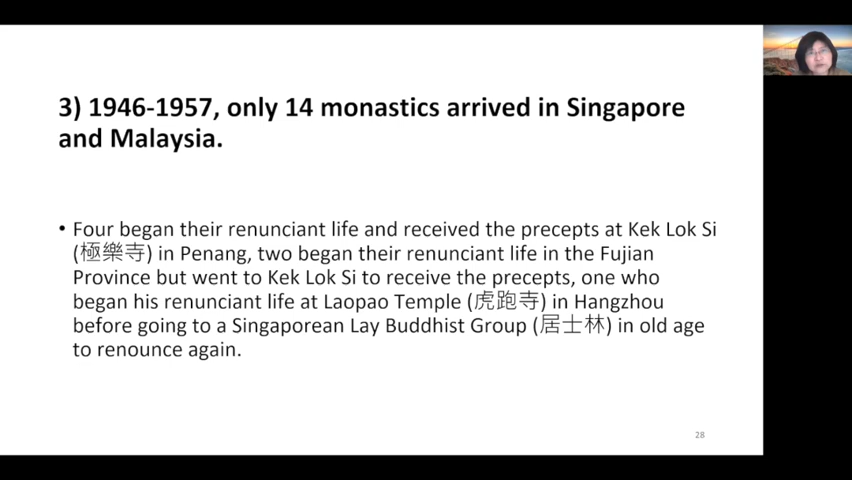 3) 1946-1957, only 14 monastics arrived in Singapore
and Malaysia.
• Four began their renunciant life and received the precepts at Kek Lok Si
(極樂寺) in Penang, two began their renunciant life in the Fujian
Province but went to Kek Lok Si to receive the precepts, one who
began his renunciant life at Laopao Temple (虎跑寺) in Hangzhou
before going to a Singaporean Lay Buddhist Group (居士林) in old age
to renounce again.
28